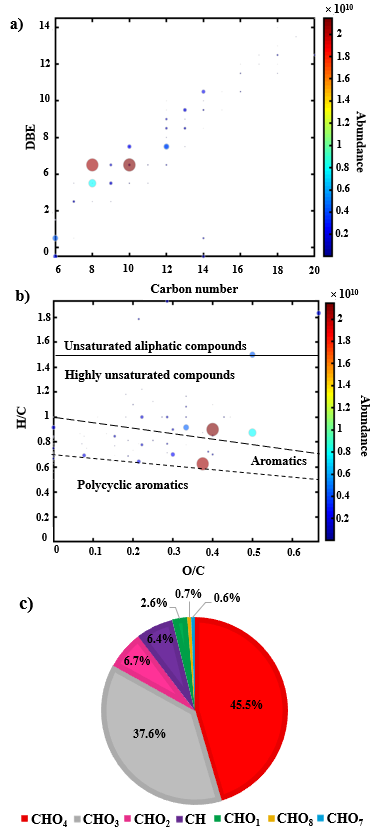 a)
× 10¹⁰
DBE
14
12
10
8
6
4
2
0
6 8 10 12 14 16 18 20
Carbon number
2
1.8
1.6
1.4
1.2
1
0.8
0.6
0.4
0.2
Abundance
b)
× 10¹⁰
H/C
1.8
1.6
1.4
1.2
1
0.8
0.6
0.4
0.2
0
Unsaturated aliphatic compounds
Highly unsaturated compounds
Aromatics
Polycyclic aromatics
0 0.1 0.2 0.3 0.4 0.5 0.6
O/C
2
1.8
1.6
1.4
1.2
1
0.8
0.6
0.4
0.2
Abundance
c)
2.6% 0.7% 0.6%
6.4%
6.7%
45.5%
37.6%
CHO₄ CHO₃ CHO₂ CH CHO₁ CHO₈ CHO₇